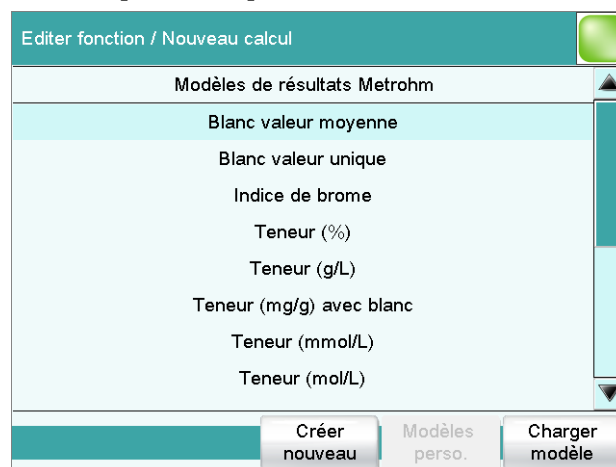 Editer fonction / Nouveau calcul
Modèles de résultats Metrohm
Blanc valeur moyenne
Blanc valeur unique
Indice de brome
Teneur (%)
Teneur (g/L)
Teneur (mg/g) avec blanc
Teneur (mmol/L)
Teneur (mol/L)
Créer nouveau
Modèles perso.
Charger modèle